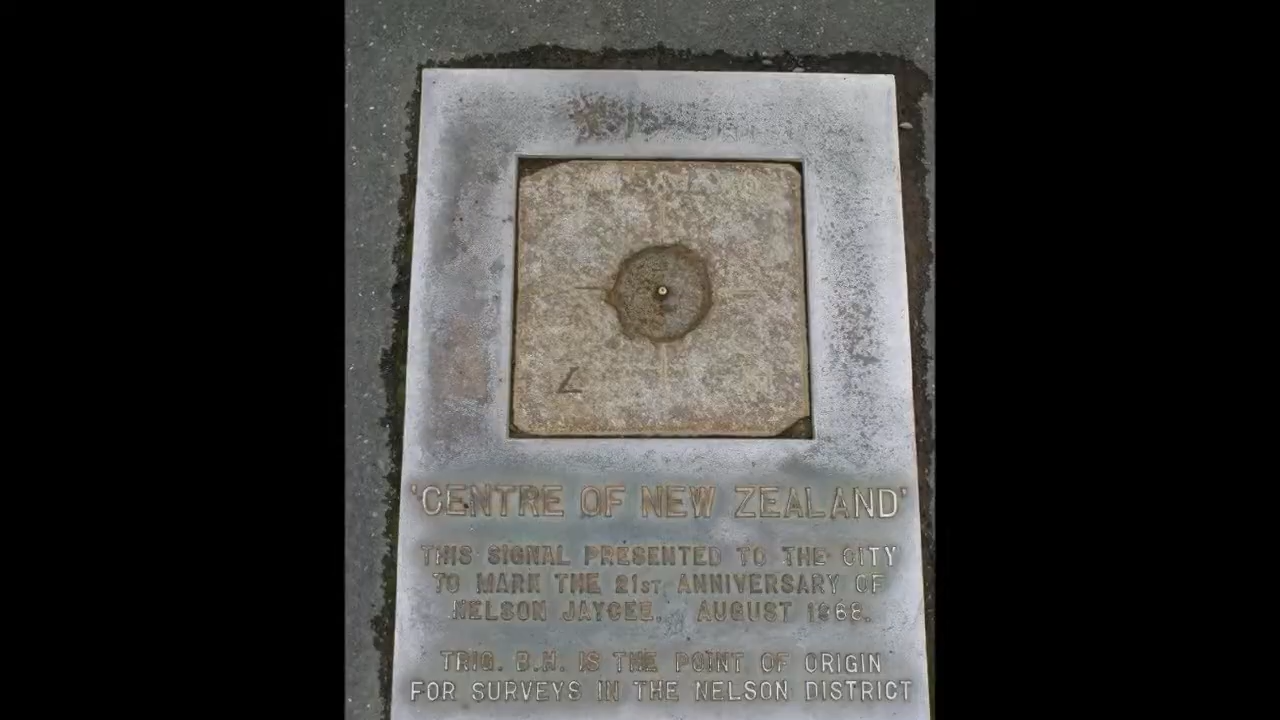 'CENTRE OF NEW ZEALAND'
THIS SIGNAL PRESENTED TO THE CITY
TO MARK THE 21ST ANNIVERSARY OF
NELSON JAYCEE, AUGUST 1968.
TRIG. B.H. IS THE POINT OF ORIGIN
FOR SURVEYS IN THE NELSON DISTRICT